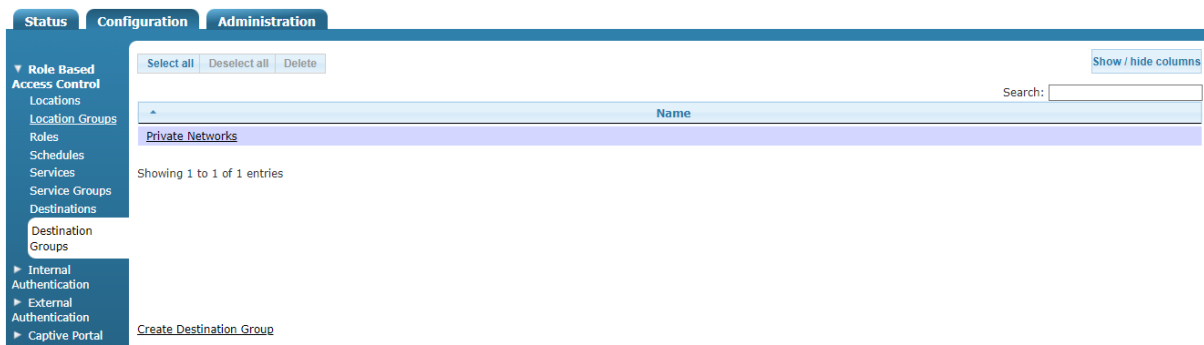 Status Configuration Administration
Role Based
Access Control
Locations
Location Groups
Roles
Schedules
Services
Service Groups
Destinations
Destination
Groups
Internal
Authentication
External
Authentication
Captive Portal
Select all Deselect all Delete
Show / hide columns
Search:
Name
Private Networks
Showing 1 to 1 of 1 entries
Create Destination Group